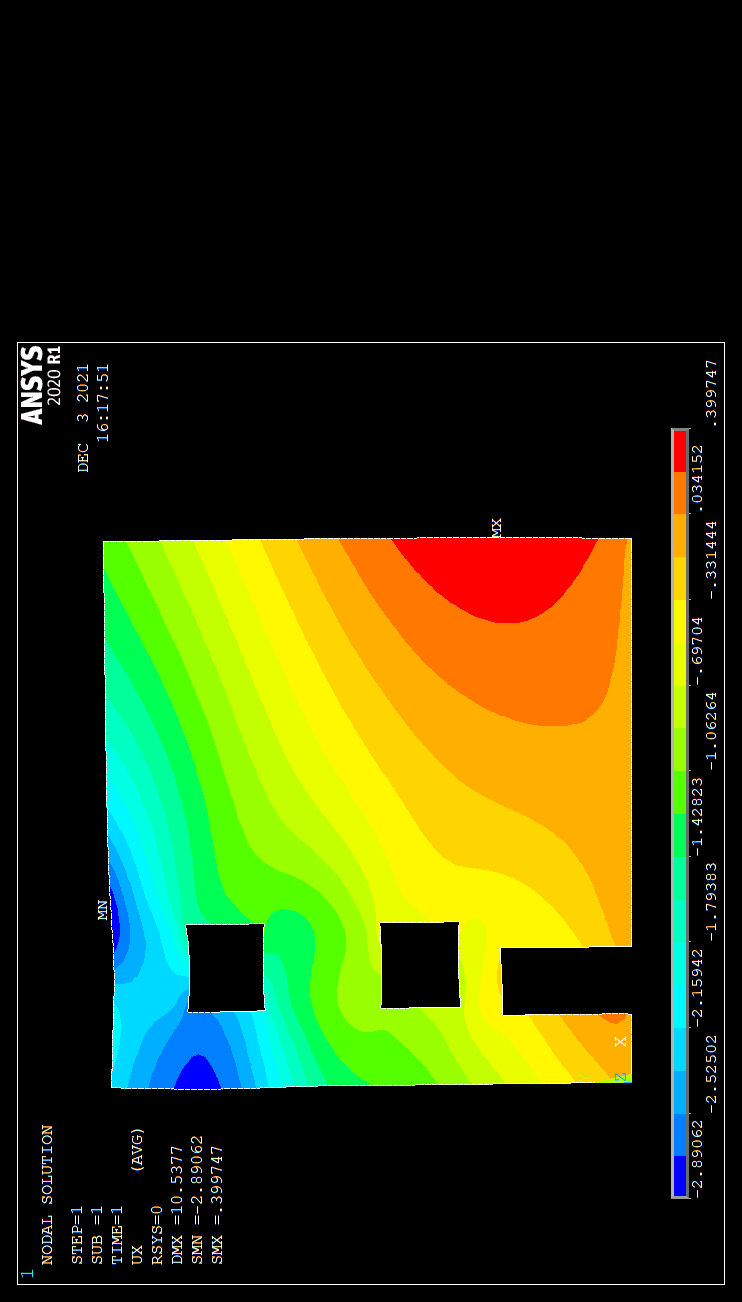 1
NODAL SOLUTION
STEP=1
SUB =1
TIME=1
UX (AVG)
RSYS=0
DMX =10.5377
SMN =-2.89062
SMX =.399747
ANSYS
2020 R1
DEC 3 2021
16:17:51
MN
MX
Z X
-2.89062
-2.52502
-2.15942
-1.79383
-1.42823
-1.06264
-.69704
-.331444
.034152
.399747